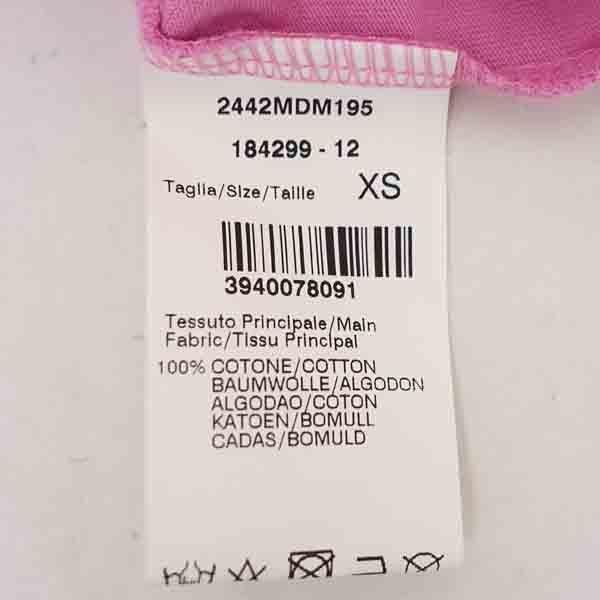 2442MDM195
184299 - 12
Taglia/Size/Taille XS
3940078091
Tessuto Principale/Main
Fabric/Tissu Principal
100% COTONE/COTTON
BAUMWOLLE/ALGODON
ALGODAO/COTON
KATOEN/BOMULL
CADAS/BOMULD